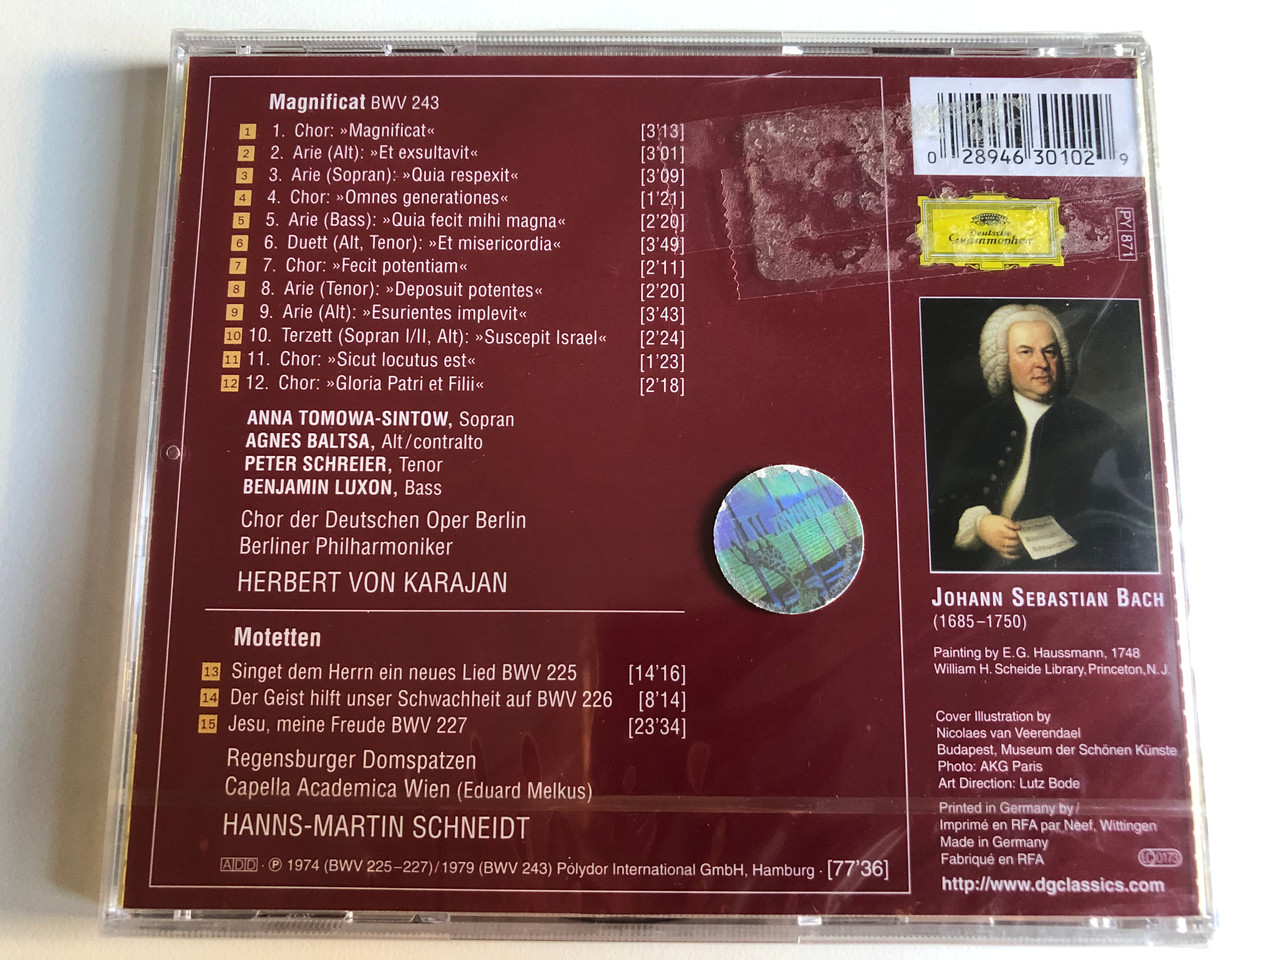 Magnificat BWV 243
1 1. Chor: »Magnificat« [3'13]
2 2. Arie (Alt): »Et exsultavit« [3'01]
3 3. Arie (Sopran): »Quia respexit« [3'09]
4 4. Chor: »Omnes generationes« [1'21]
5 5. Arie (Bass): »Quia fecit mihi magna« [2'20]
6 6. Duett (Alt, Tenor): »Et misericordia« [3'49]
7 7. Chor: »Fecit potentiam« [2'11]
8 8. Arie (Tenor): »Deposuit potentes« [2'20]
9 9. Arie (Alt): »Esurientes implevit« [3'43]
10 10. Terzett (Sopran I/II, Alt): »Suscepit Israel« [2'24]
11 11. Chor: »Sicut locutus est« [1'23]
12 12. Chor: »Gloria Patri et Filii« [2'18]
ANNA TOMOWA-SINTOW, Sopran
AGNES BALTSA, Alt/contralto
PETER SCHREIER, Tenor
BENJAMIN LUXON, Bass
Chor der Deutschen Oper Berlin
Berliner Philharmoniker
HERBERT VON KARAJAN
Motetten
13 Singet dem Herrn ein neues Lied BWV 225 [14'16]
14 Der Geist hilft unser Schwachheit auf BWV 226 [8'14]
15 Jesu, meine Freude BWV 227 [23'34]
Regensburger Domspatzen
Capella Academica Wien (Eduard Melkus)
HANNS-MARTIN SCHNEIDT
ADD · ℗ 1974 (BWV 225–227)/1979 (BWV 243) Polydor International GmbH, Hamburg · [77'36]
0 28946 30102 9
Deutsche
Grammophon
PY 871
JOHANN SEBASTIAN BACH
(1685–1750)
Painting by E.G. Haussmann, 1748
William H. Scheide Library, Princeton, N.J.
Cover Illustration by
Nicolaes van Veerendael
Budapest, Museum der Schönen Künste
Photo: AKG Paris
Art Direction: Lutz Bode
Printed in Germany by/
Imprimé en RFA par Neef, Wittingen
Made in Germany
Fabriqué en RFA
LC 0173
http://www.dgclassics.com